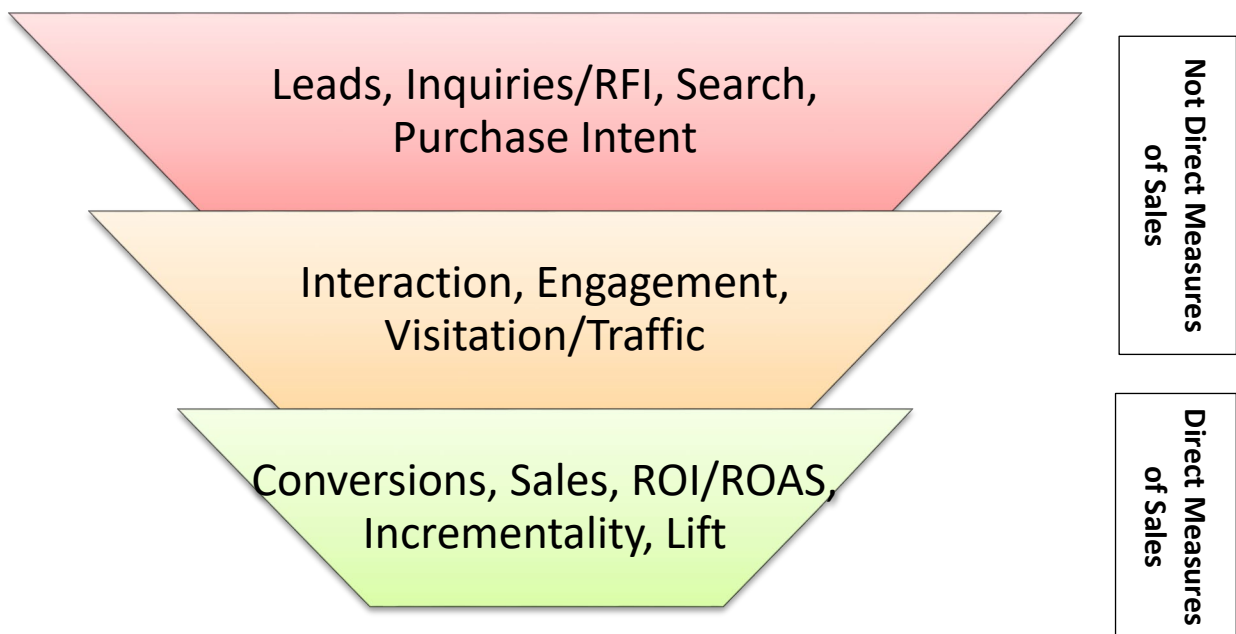 Leads, Inquiries/RFI, Search,
Purchase Intent
Not Direct Measures
of Sales
Interaction, Engagement,
Visitation/Traffic
Conversions, Sales, ROI/ROAS,
Incrementality, Lift
Direct Measures
of Sales